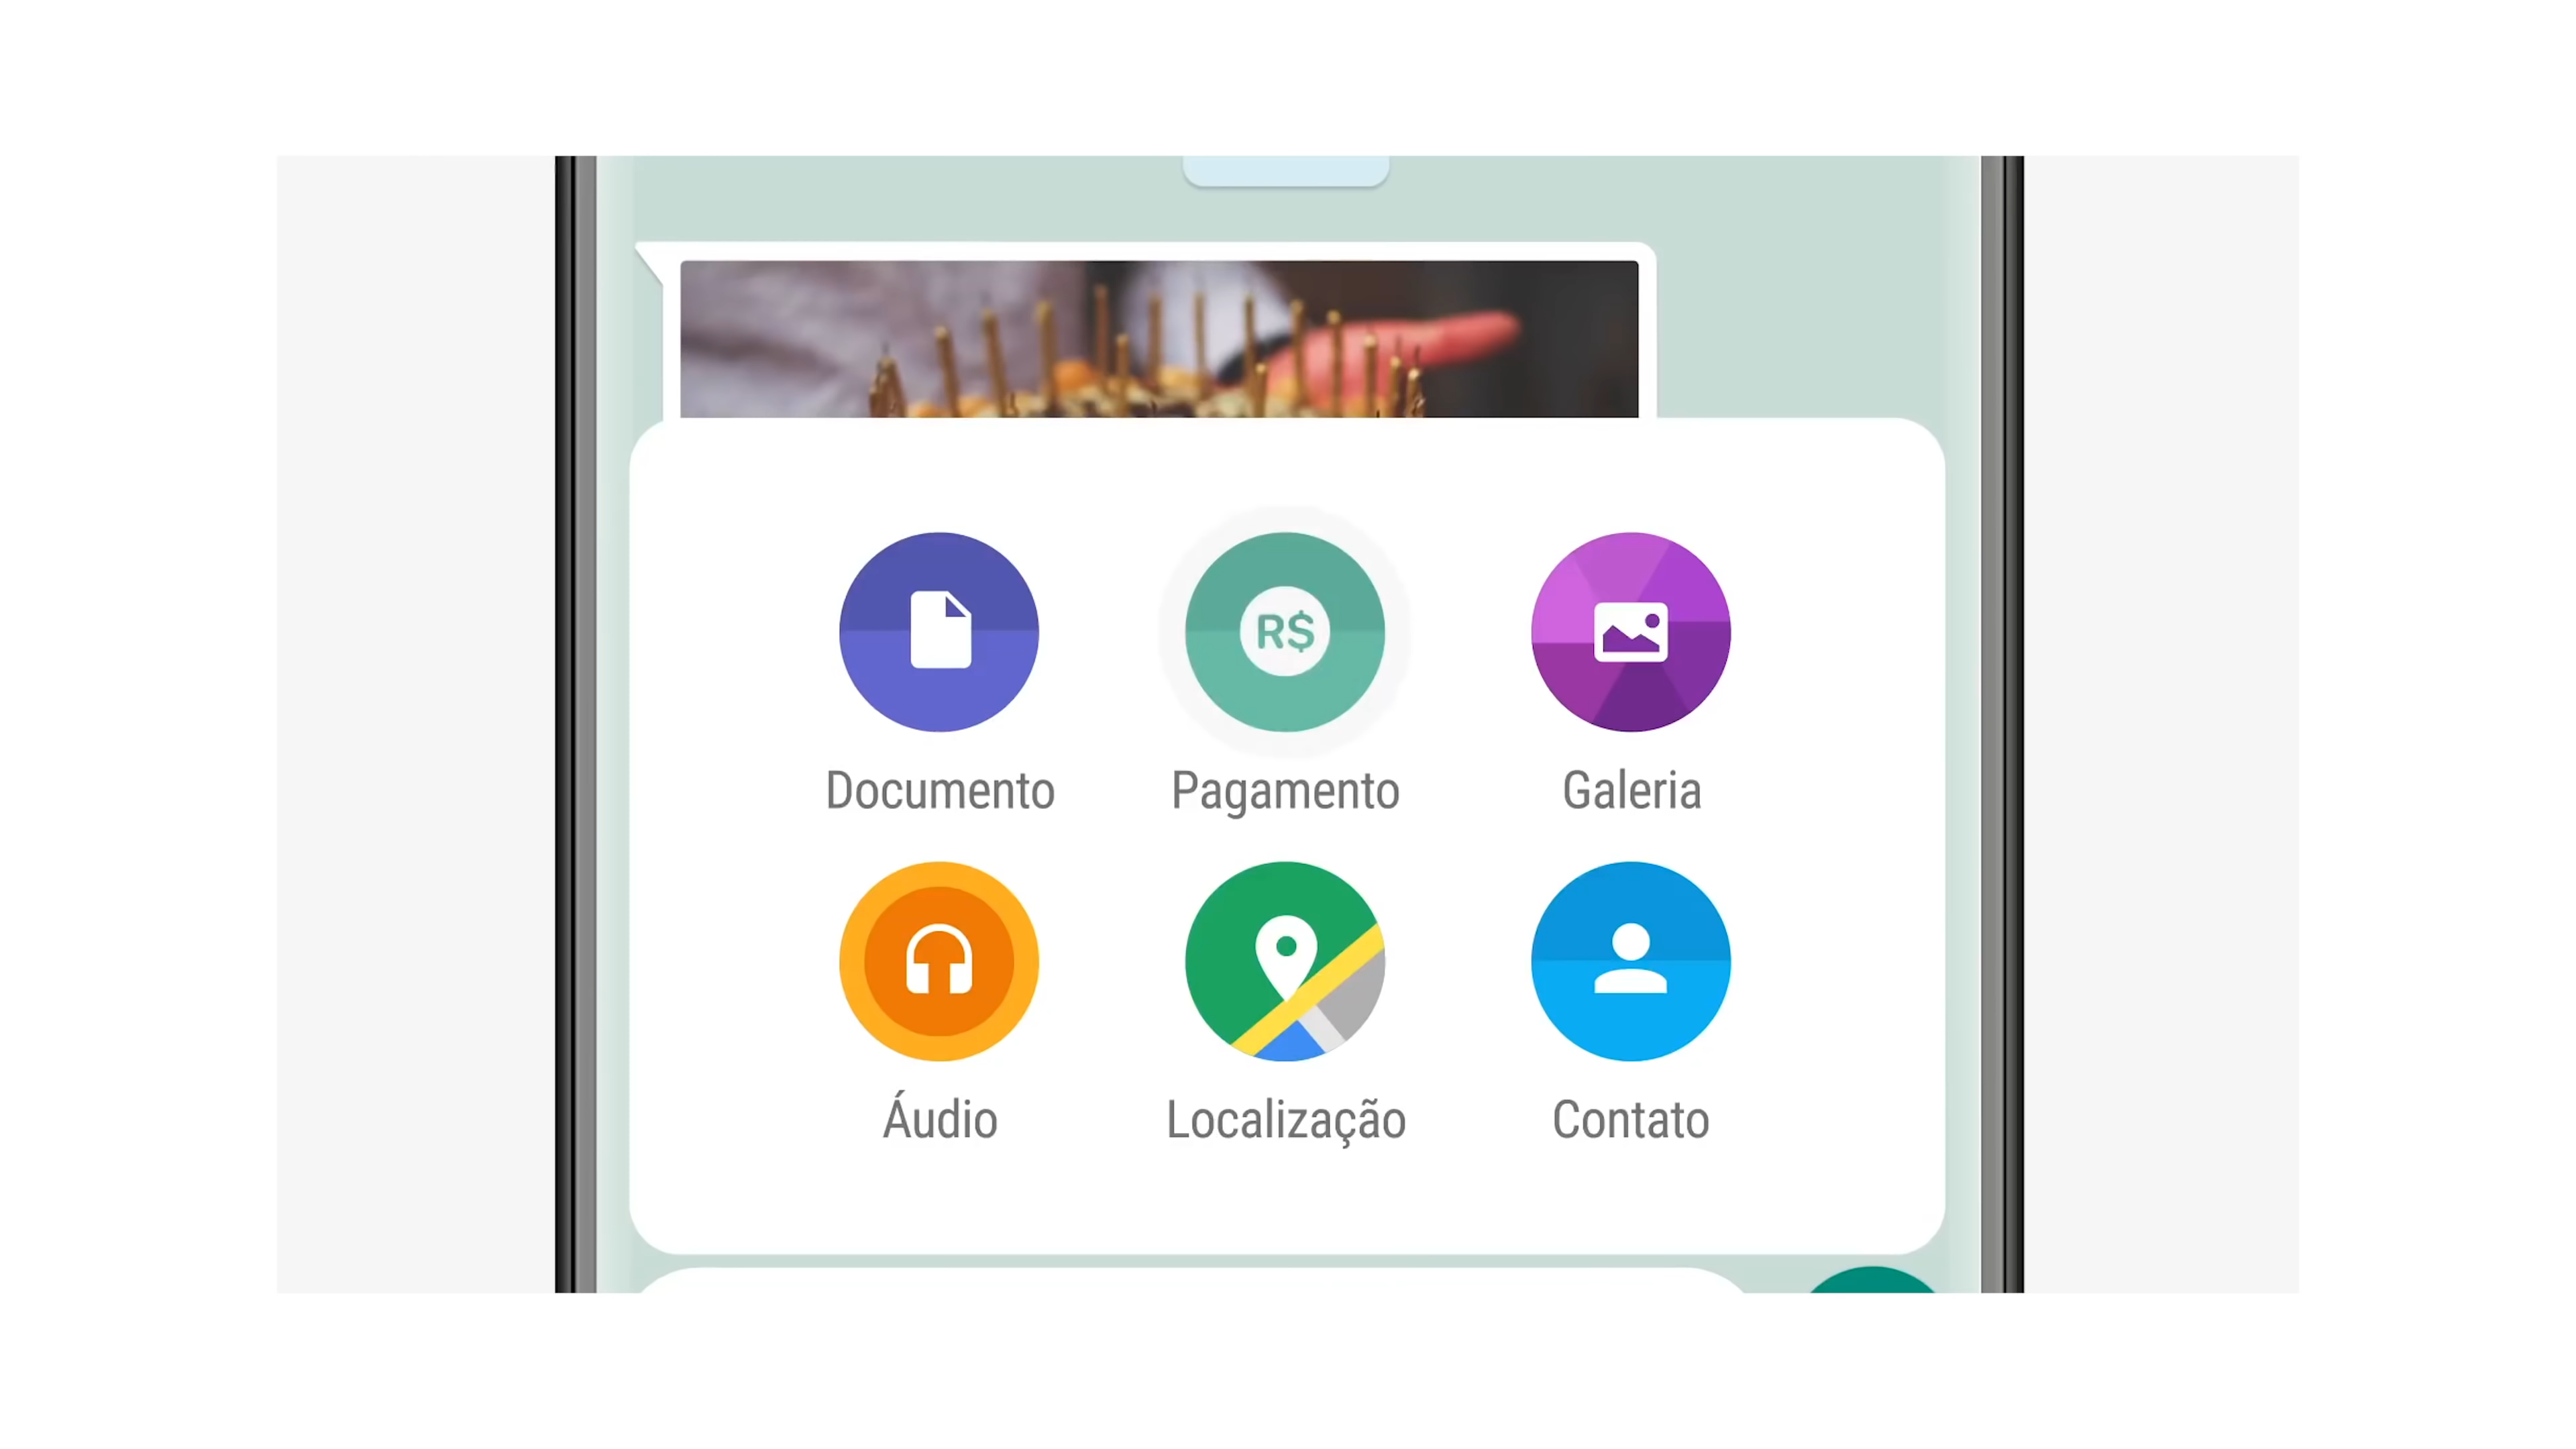 R$
Documento
Pagamento
Galeria
Áudio
Localização
Contato